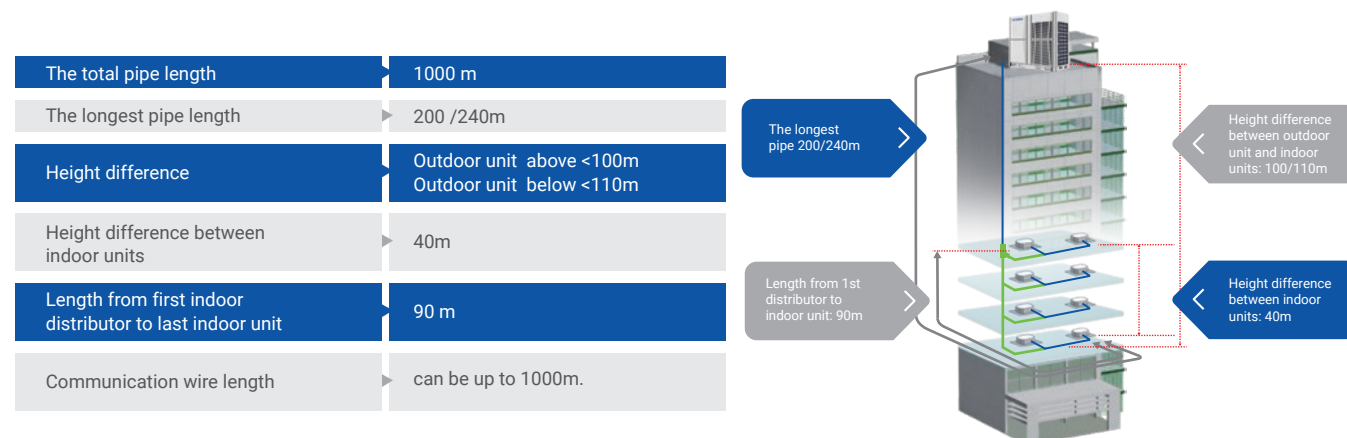 The total pipe length
1000 m
The longest pipe length
200 /240m
Height difference
Outdoor unit  above <100m
Outdoor unit  below <110m
Height difference between
indoor units
40m
Length from first indoor
distributor to last indoor unit
90 m
Communication wire length
can be up to 1000m.
The longest
pipe 200/240m
Length from 1st
distributor to
indoor unit: 90m
Height difference
between outdoor
unit and indoor
units: 100/110m
Height difference
between indoor
units: 40m